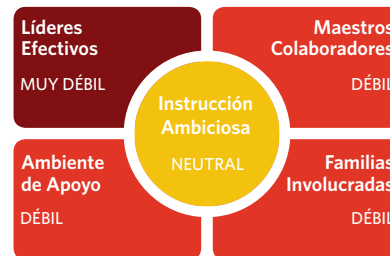 Líderes
Efectivos
MUY DÉBIL
Maestros
Colaboradores
DÉBIL
Instrucción
Ambiciosa
NEUTRAL
Ambiente
de Apoyo
DÉBIL
Familias
Involucradas
DÉBIL